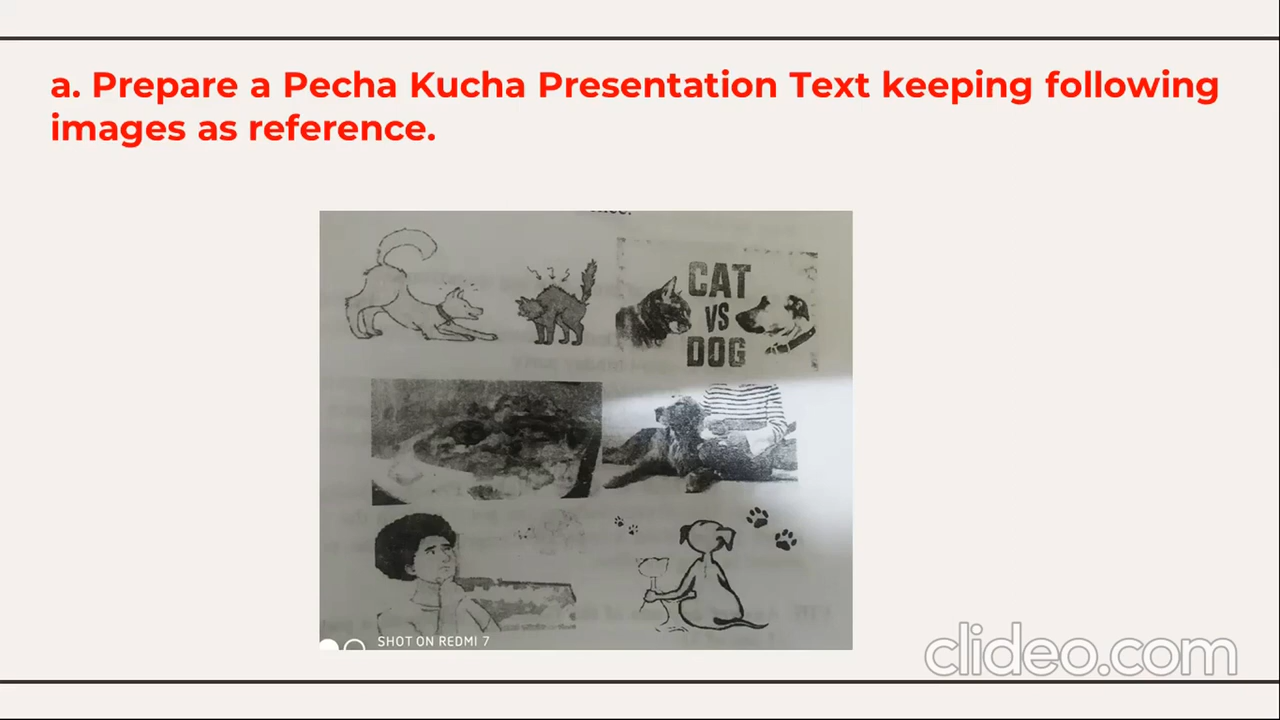 a. Prepare a Pecha Kucha Presentation Text keeping following
images as reference.
CAT
VS
DOG
SHOT ON REDMI 7
clideo.com